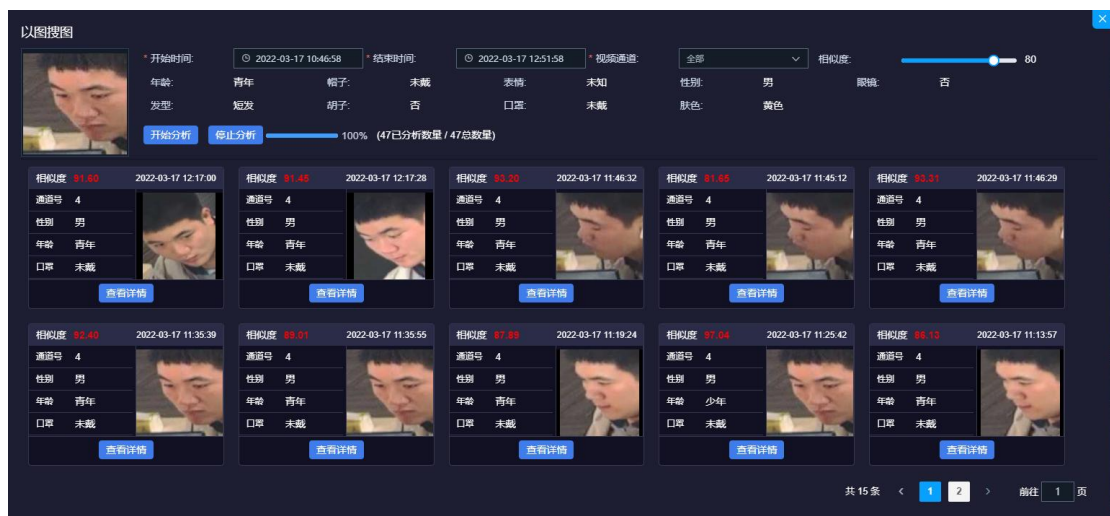 以图搜图
* 开始时间: 2022-03-17 10:46:58 * 结束时间: 2022-03-17 12:51:58 * 视频通道: 全部 相似度: 80
年龄: 青年 帽子: 未戴 表情: 未知 性别: 男 眼镜: 否
发型: 短发 胡子: 否 口罩: 未戴 肤色: 黄色
开始分析 停止分析 100% (47已分析数量 / 47总数量)
相似度 91.60 2022-03-17 12:17:00
通道号 4
性别 男
年龄 青年
口罩 未戴
查看详情
相似度 91.45 2022-03-17 12:17:28
通道号 4
性别 男
年龄 青年
口罩 未戴
查看详情
相似度 93.20 2022-03-17 11:46:32
通道号 4
性别 男
年龄 青年
口罩 未戴
查看详情
相似度 81.65 2022-03-17 11:45:12
通道号 4
性别 男
年龄 青年
口罩 未戴
查看详情
相似度 93.31 2022-03-17 11:46:29
通道号 4
性别 男
年龄 青年
口罩 未戴
查看详情
相似度 92.40 2022-03-17 11:35:39
通道号 4
性别 男
年龄 青年
口罩 未戴
查看详情
相似度 89.01 2022-03-17 11:35:55
通道号 4
性别 男
年龄 青年
口罩 未戴
查看详情
相似度 87.89 2022-03-17 11:19:24
通道号 4
性别 男
年龄 青年
口罩 未戴
查看详情
相似度 97.04 2022-03-17 11:25:42
通道号 4
性别 男
年龄 少年
口罩 未戴
查看详情
相似度 86.13 2022-03-17 11:13:57
通道号 4
性别 男
年龄 青年
口罩 未戴
查看详情
共 15 条 < 1 2 > 前往 1 页